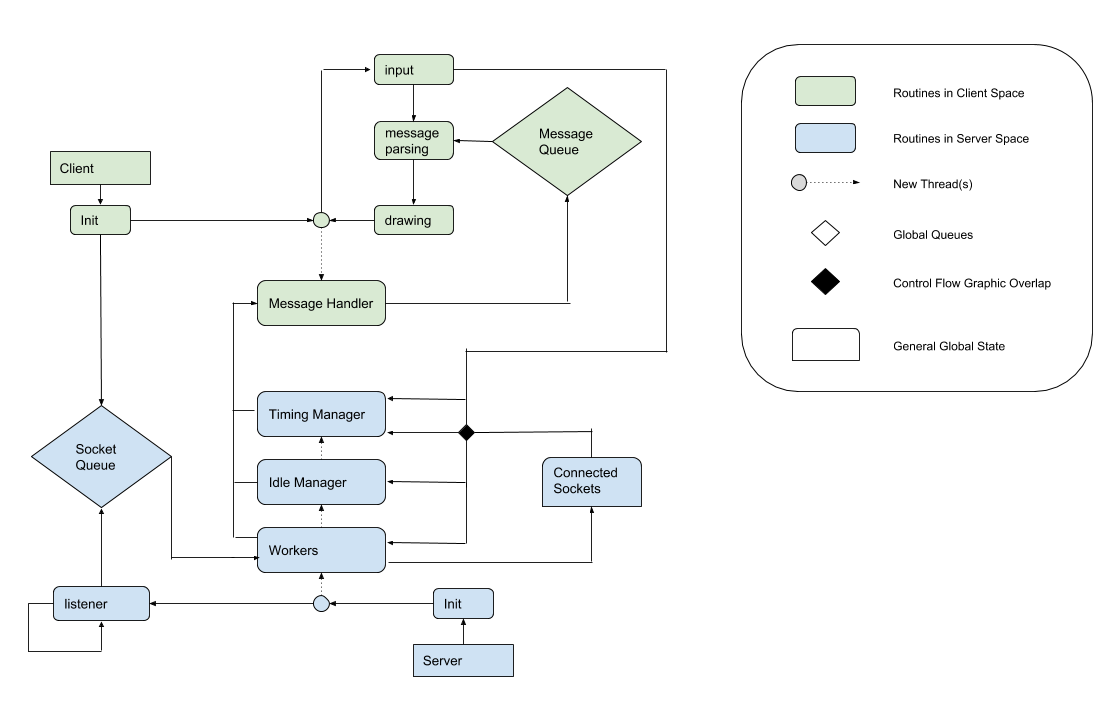 input
message
parsing
Message
Queue
Client
Init
drawing
Message Handler
Timing Manager
Socket
Queue
Idle Manager
Connected
Sockets
Workers
listener
Init
Server
Routines in Client Space
Routines in Server Space
New Thread(s)
Global Queues
Control Flow Graphic Overlap
General Global State